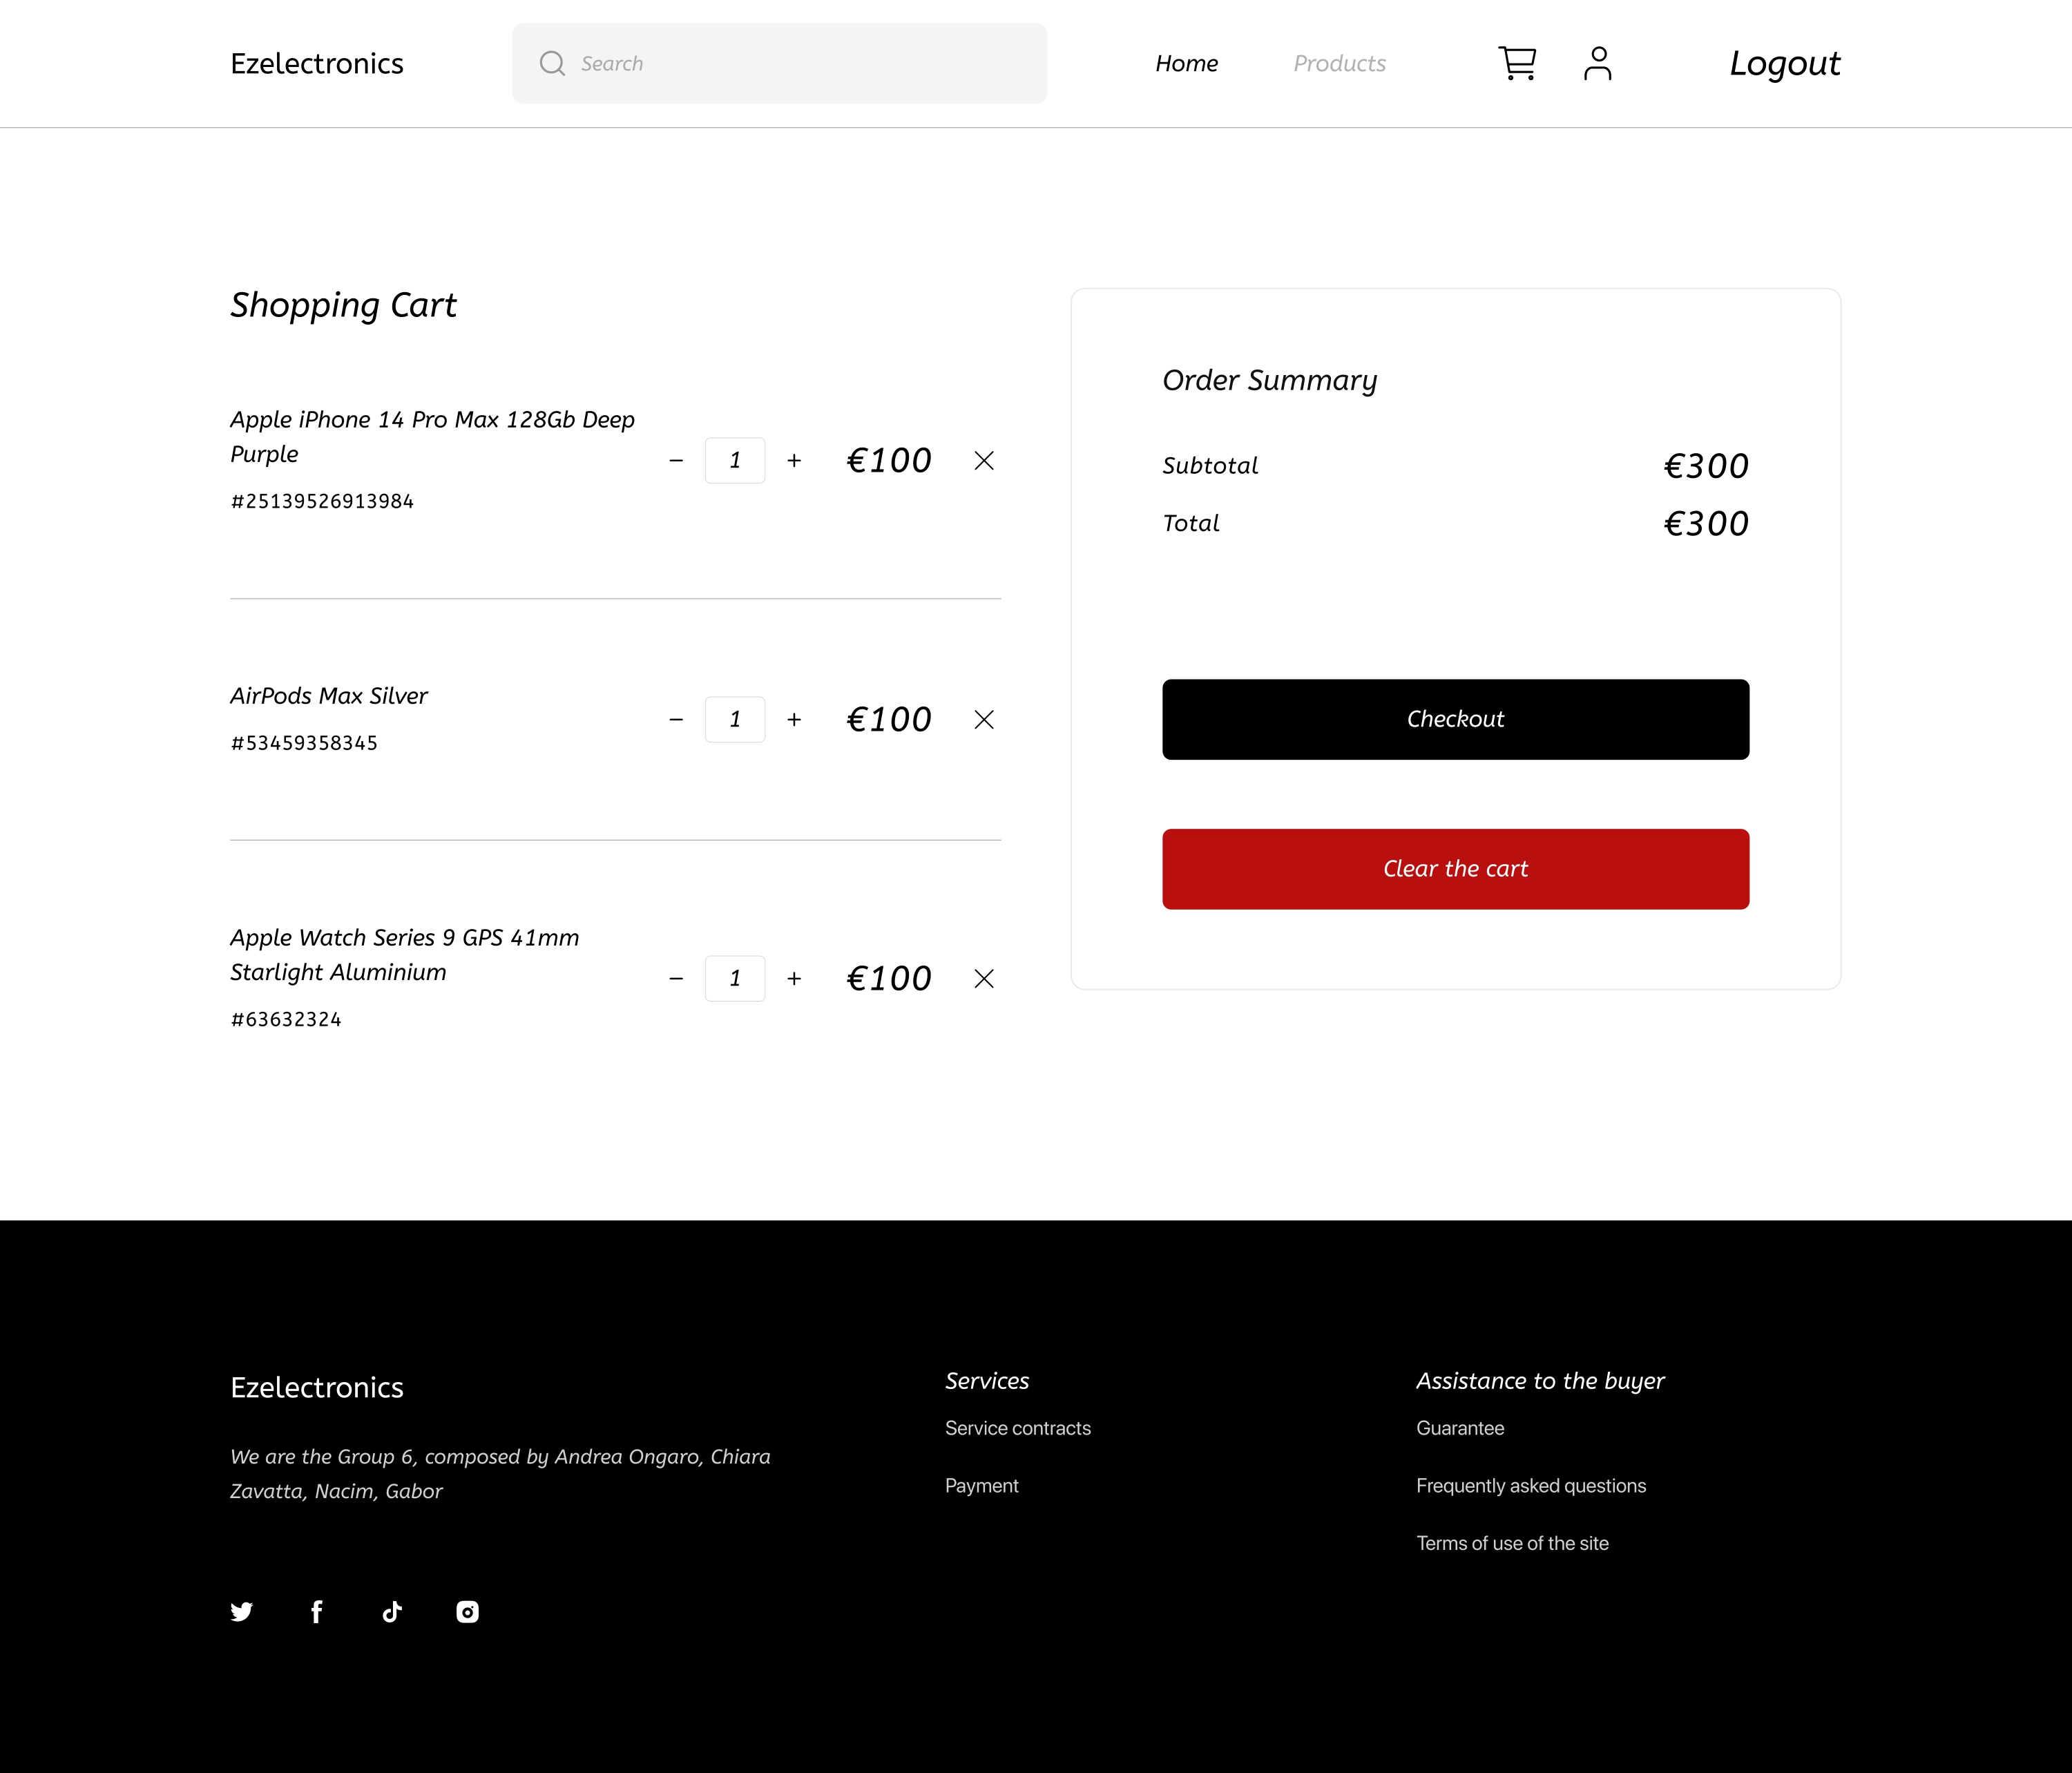 Ezelectronics
Search
Home
Products
Logout
Shopping Cart
Apple iPhone 14 Pro Max 128Gb Deep
Purple
#25139526913984
− 1 + €100
AirPods Max Silver
#53459358345
− 1 + €100
Apple Watch Series 9 GPS 41mm
Starlight Aluminium
#63632324
− 1 + €100
Order Summary
Subtotal €300
Total €300
Checkout
Clear the cart
Ezelectronics
We are the Group 6, composed by Andrea Ongaro, Chiara
Zavatta, Nacim, Gabor
Services
Service contracts
Payment
Assistance to the buyer
Guarantee
Frequently asked questions
Terms of use of the site